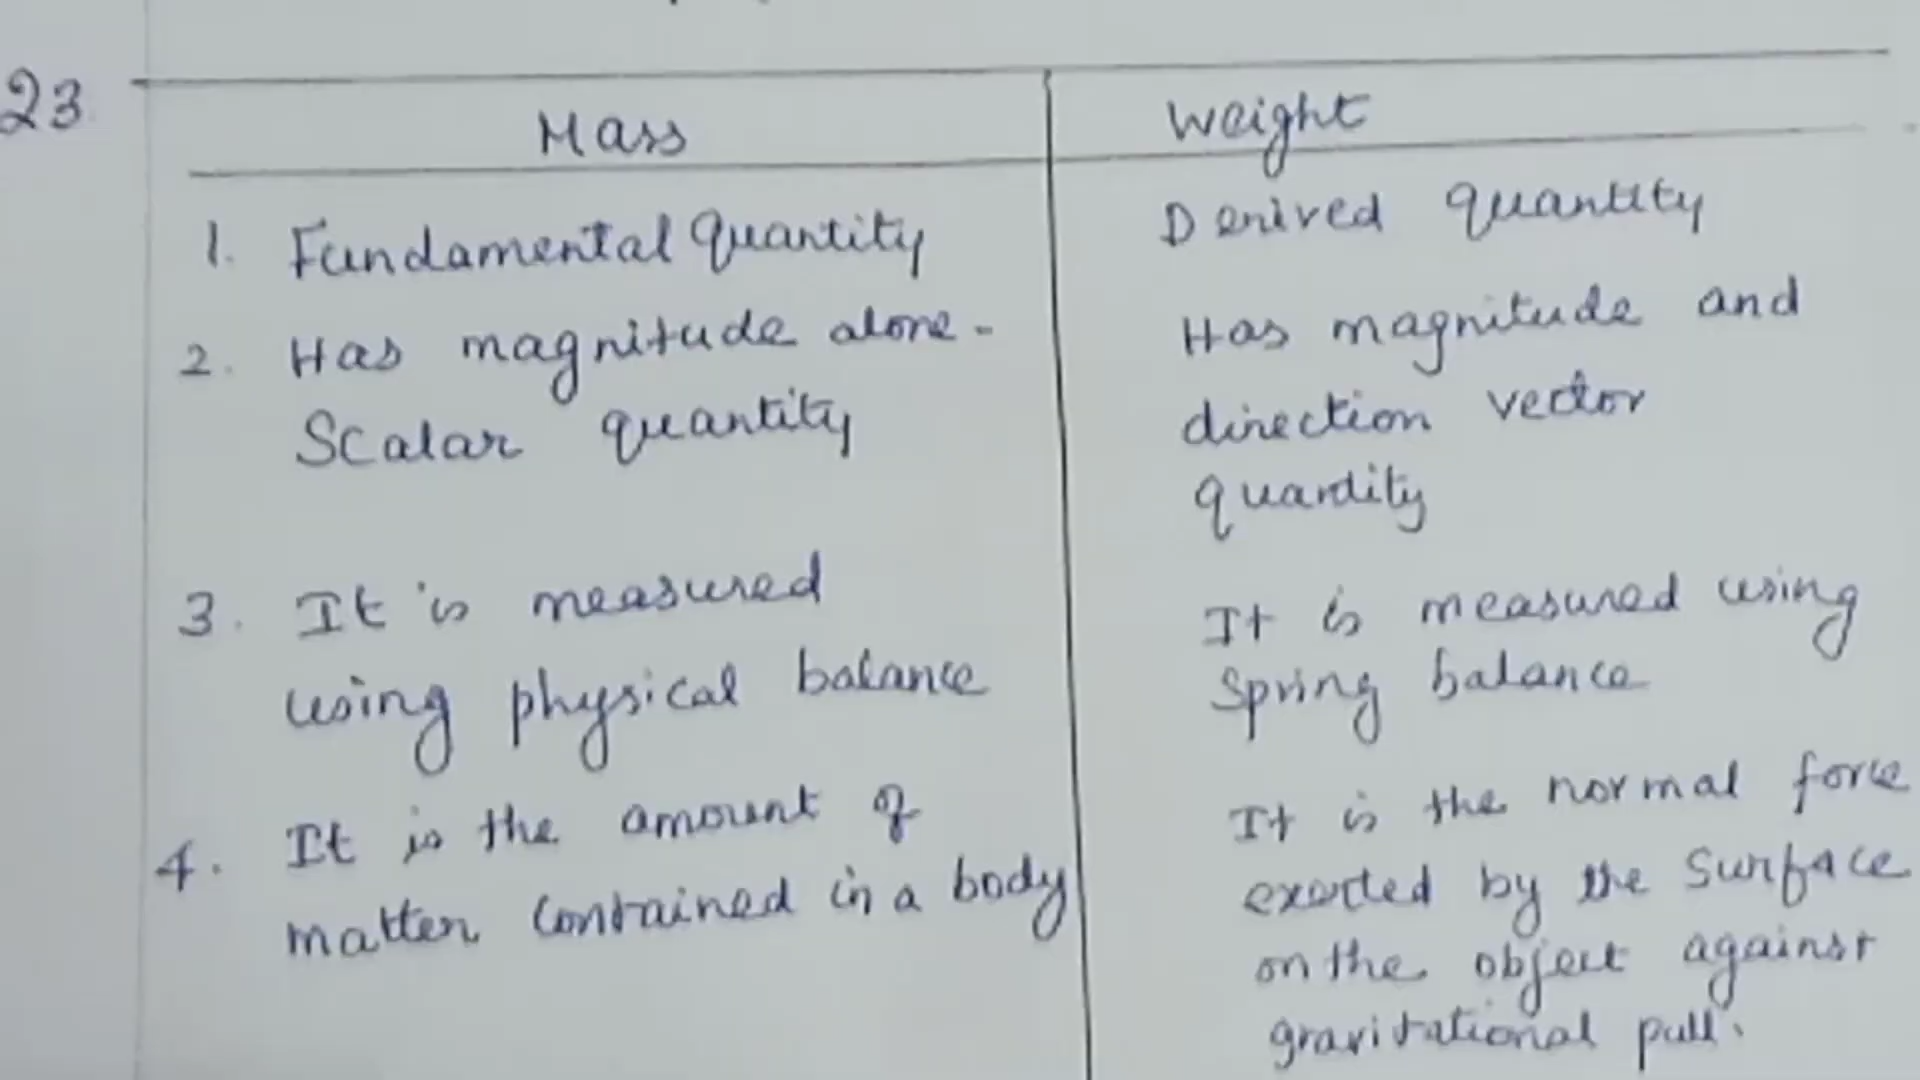 23.
Mass
Weight
1. Fundamental Quantity
Derived quantity
2. Has magnitude alone -
Scalar quantity
Has magnitude and
direction vector
quantity
3. It is measured
using physical balance
It is measured using
Spring balance
4. It is the amount of
matter contained in a body
It is the normal force
exerted by the Surface
on the object against
gravitational pull.